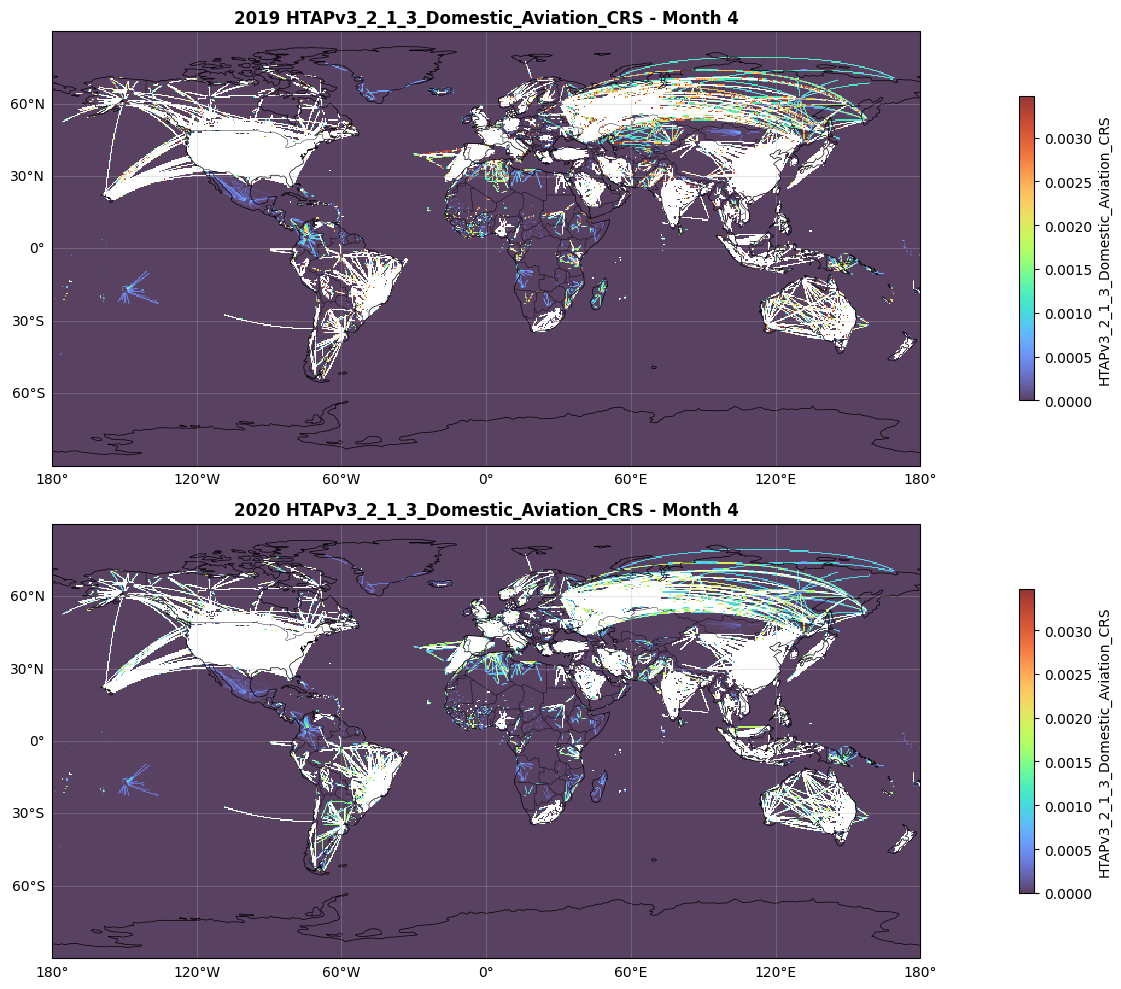 2019 HTAPv3_2_1_3_Domestic_Aviation_CRS - Month 4
60°N
30°N
0°
30°S
60°S
180°
120°W
60°W
0°
60°E
120°E
180°
0.0030
0.0025
0.0020
0.0015
0.0010
0.0005
0.0000
HTAPv3_2_1_3_Domestic_Aviation_CRS
2020 HTAPv3_2_1_3_Domestic_Aviation_CRS - Month 4
60°N
30°N
0°
30°S
60°S
180°
120°W
60°W
0°
60°E
120°E
180°
0.0030
0.0025
0.0020
0.0015
0.0010
0.0005
0.0000
HTAPv3_2_1_3_Domestic_Aviation_CRS